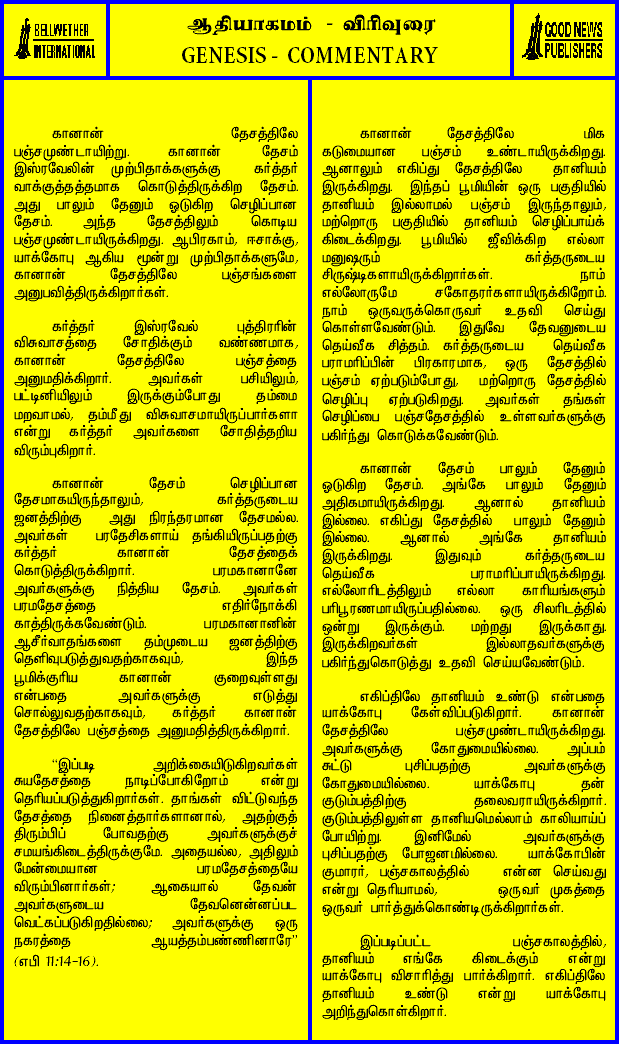 BELLWETHER
INTERNATIONAL
ஆதியாகமம் - விரிவுரை
GENESIS - COMMENTARY
GOOD NEWS
PUBLISHERS
கானான் தேசத்திலே
பஞ்சமுண்டாயிற்று. கானான் தேசம்
இஸ்ரவேலின் முற்பிதாக்களுக்கு கர்த்தர்
வாக்குத்தத்தமாக கொடுத்திருக்கிற தேசம்.
அது பாலும் தேனும் ஒடுகிற செழிப்பான
தேசம். அந்த தேசத்திலும் கொடிய
பஞ்சமுண்டாயிருக்கிறது. ஆபிரகாம், ஈசாக்கு,
யாக்கோபு ஆகிய மூன்று முற்பிதாக்களுமே,
கானான் தேசத்திலே பஞ்சங்களை
அனுபவித்திருக்கிறார்கள்.
கர்த்தர் இஸ்ரவேல் புத்திரரின்
விசுவாசத்தை சோதிக்கும் வண்ணமாக,
கானான் தேசத்திலே பஞ்சத்தை
அனுமதிக்கிறார். அவர்கள் பசியிலும்,
பட்டினியிலும் இருக்கும்போது தம்மை
மறவாமல், தம்மீது விசுவாசமாயிருப்பார்களா
என்று கர்த்தர் அவர்களை சோதித்தறிய
விரும்புகிறார்.
கானான் தேசம் செழிப்பான
தேசமாகயிருந்தாலும், கர்த்தருடைய
ஜனத்திற்கு அது நிரந்தரமான தேசமல்ல.
அவர்கள் பரதேசிகளாய் தங்கியிருப்பதற்கு
கர்த்தர் கானான் தேசத்தைக்
கொடுத்திருக்கிறார். பரமகானானே
அவர்களுக்கு நித்திய தேசம். அவர்கள்
பரமதேசத்தை எதிர்நோக்கி
காத்திருக்கவேண்டும். பரமகானானின்
ஆசீர்வாதங்களை தம்முடைய ஜனத்திற்கு
தெளிவுபடுத்துவதற்காகவும், இந்த
பூமிக்குரிய கானான் குறைவுள்ளது
என்பதை அவர்களுக்கு எடுத்து
சொல்லுவதற்காகவும், கர்த்தர் கானான்
தேசத்திலே பஞ்சத்தை அனுமதித்திருக்கிறார்.
“இப்படி அறிக்கையிடுகிறவர்கள்
சுயதேசத்தை நாடிப்போகிறோம் என்று
தெரியப்படுத்துகிறார்கள். தாங்கள் விட்டுவந்த
தேசத்தை நினைத்தார்களானால், அதற்குத்
திரும்பிப் போவதற்கு அவர்களுக்குச்
சமயங்கிடைத்திருக்குமே. அதையல்ல, அதிலும்
மேன்மையான பரமதேசத்தையே
விரும்பினார்கள்; ஆகையால் தேவன்
அவர்களுடைய தேவனென்னப்பட
வெட்கப்படுகிறதில்லை; அவர்களுக்கு ஒரு
நகரத்தை ஆயத்தம்பண்ணினாரே”
(எபி 11:14-16).
கானான் தேசத்திலே மிக
கடுமையான பஞ்சம் உண்டாயிருக்கிறது.
ஆனாலும் எகிப்து தேசத்திலே தானியம்
இருக்கிறது. இந்தப் பூமியின் ஒரு பகுதியில்
தானியம் இல்லாமல் பஞ்சம் இருந்தாலும்,
மற்றொரு பகுதியில் தானியம் செழிப்பாய்க்
கிடைக்கிறது. பூமியில் ஜீவிக்கிற எல்லா
மனுஷரும் கர்த்தருடைய
சிருஷ்டிகளாயிருக்கிறார்கள். நாம்
எல்லோருமே சகோதரர்களாயிருக்கிறோம்.
நாம் ஒருவருக்கொருவர் உதவி செய்து
கொள்ளவேண்டும். இதுவே தேவனுடைய
தெய்வீக சித்தம். கர்த்தருடைய தெய்வீக
பராமரிப்பின் பிரகாரமாக, ஒரு தேசத்தில்
பஞ்சம் ஏற்படும்போது, மற்றொரு தேசத்தில்
செழிப்பு ஏற்படுகிறது. அவர்கள் தங்கள்
செழிப்பை பஞ்சதேசத்தில் உள்ளவர்களுக்கு
பகிர்ந்து கொடுக்கவேண்டும்.
கானான் தேசம் பாலும் தேனும்
ஒடுகிற தேசம். அங்கே பாலும் தேனும்
அதிகமாயிருக்கிறது. ஆனால் தானியம்
இல்லை. எகிப்து தேசத்தில் பாலும் தேனும்
இல்லை. ஆனால் அங்கே தானியம்
இருக்கிறது. இதுவும் கர்த்தருடைய
தெய்வீக பராமரிப்பாயிருக்கிறது.
எல்லோரிடத்திலும் எல்லா காரியங்களும்
பரிபூரணமாயிருப்பதில்லை. ஒரு சிலரிடத்தில்
ஒன்று இருக்கும். மற்றது இருக்காது.
இருக்கிறவர்கள் இல்லாதவர்களுக்கு
பகிர்ந்துகொடுத்து உதவி செய்யவேண்டும்.
எகிப்திலே தானியம் உண்டு என்பதை
யாக்கோபு கேள்விப்படுகிறார். கானான்
தேசத்திலே பஞ்சமுண்டாயிருக்கிறது.
அவர்களுக்கு கோதுமையில்லை. அப்பம்
சுட்டு புசிப்பதற்கு அவர்களுக்கு
கோதுமையில்லை. யாக்கோபு தன்
குடும்பத்திற்கு தலைவராயிருக்கிறார்.
குடும்பத்திலுள்ள தானியமெல்லாம் காலியாய்ப்
போயிற்று. இனிமேல் அவர்களுக்கு
புசிப்பதற்கு போஜனமில்லை. யாக்கோபின்
குமாரர், பஞ்சகாலத்தில் என்ன செய்வது
என்று தெரியாமல், ஒருவர் முகத்தை
ஒருவர் பார்த்துக்கொண்டிருக்கிறார்கள்.
இப்படிப்பட்ட பஞ்சகாலத்தில்,
தானியம் எங்கே கிடைக்கும் என்று
யாக்கோபு விசாரித்து பார்க்கிறார். எகிப்திலே
தானியம் உண்டு என்று யாக்கோபு
அறிந்துகொள்கிறார்.